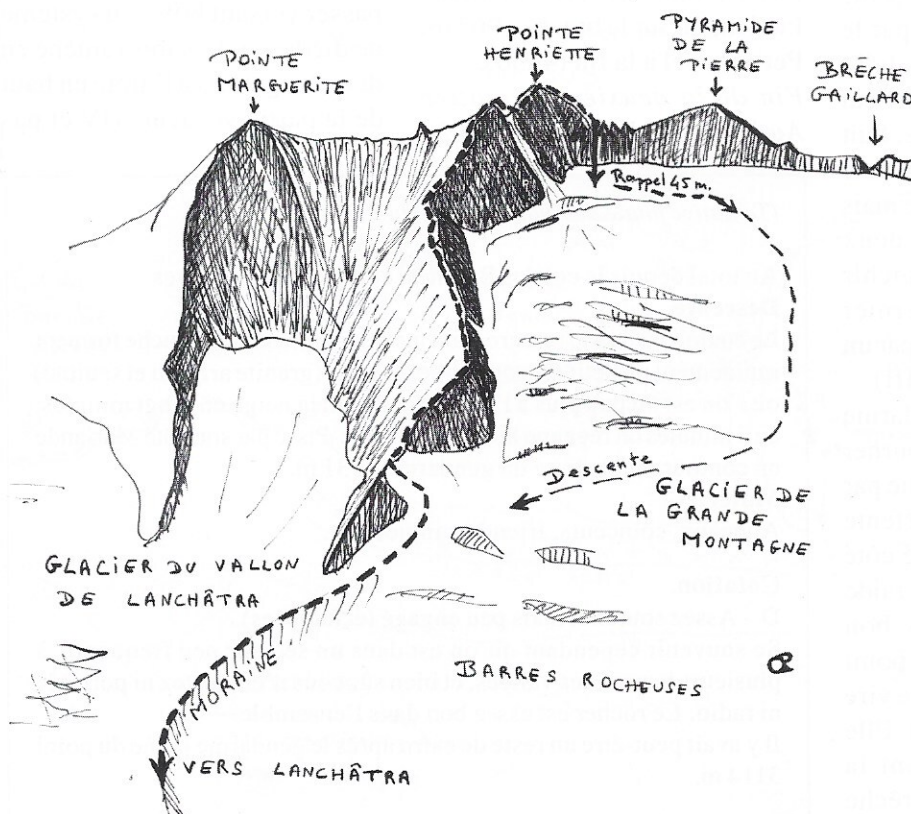 POINTE
MARGUERITE
POINTE
HENRIETTE
PYRAMIDE
DE LA
PIERRE
BRÈCHE
GAILLARD
Rappel 45 m.
Descente
GLACIER DE
LA GRANDE
MONTAGNE
GLACIER DU VALLON
DE LANCHÂTRA
BARRES ROCHEUSES
MORAINE
VERS LANCHÂTRA